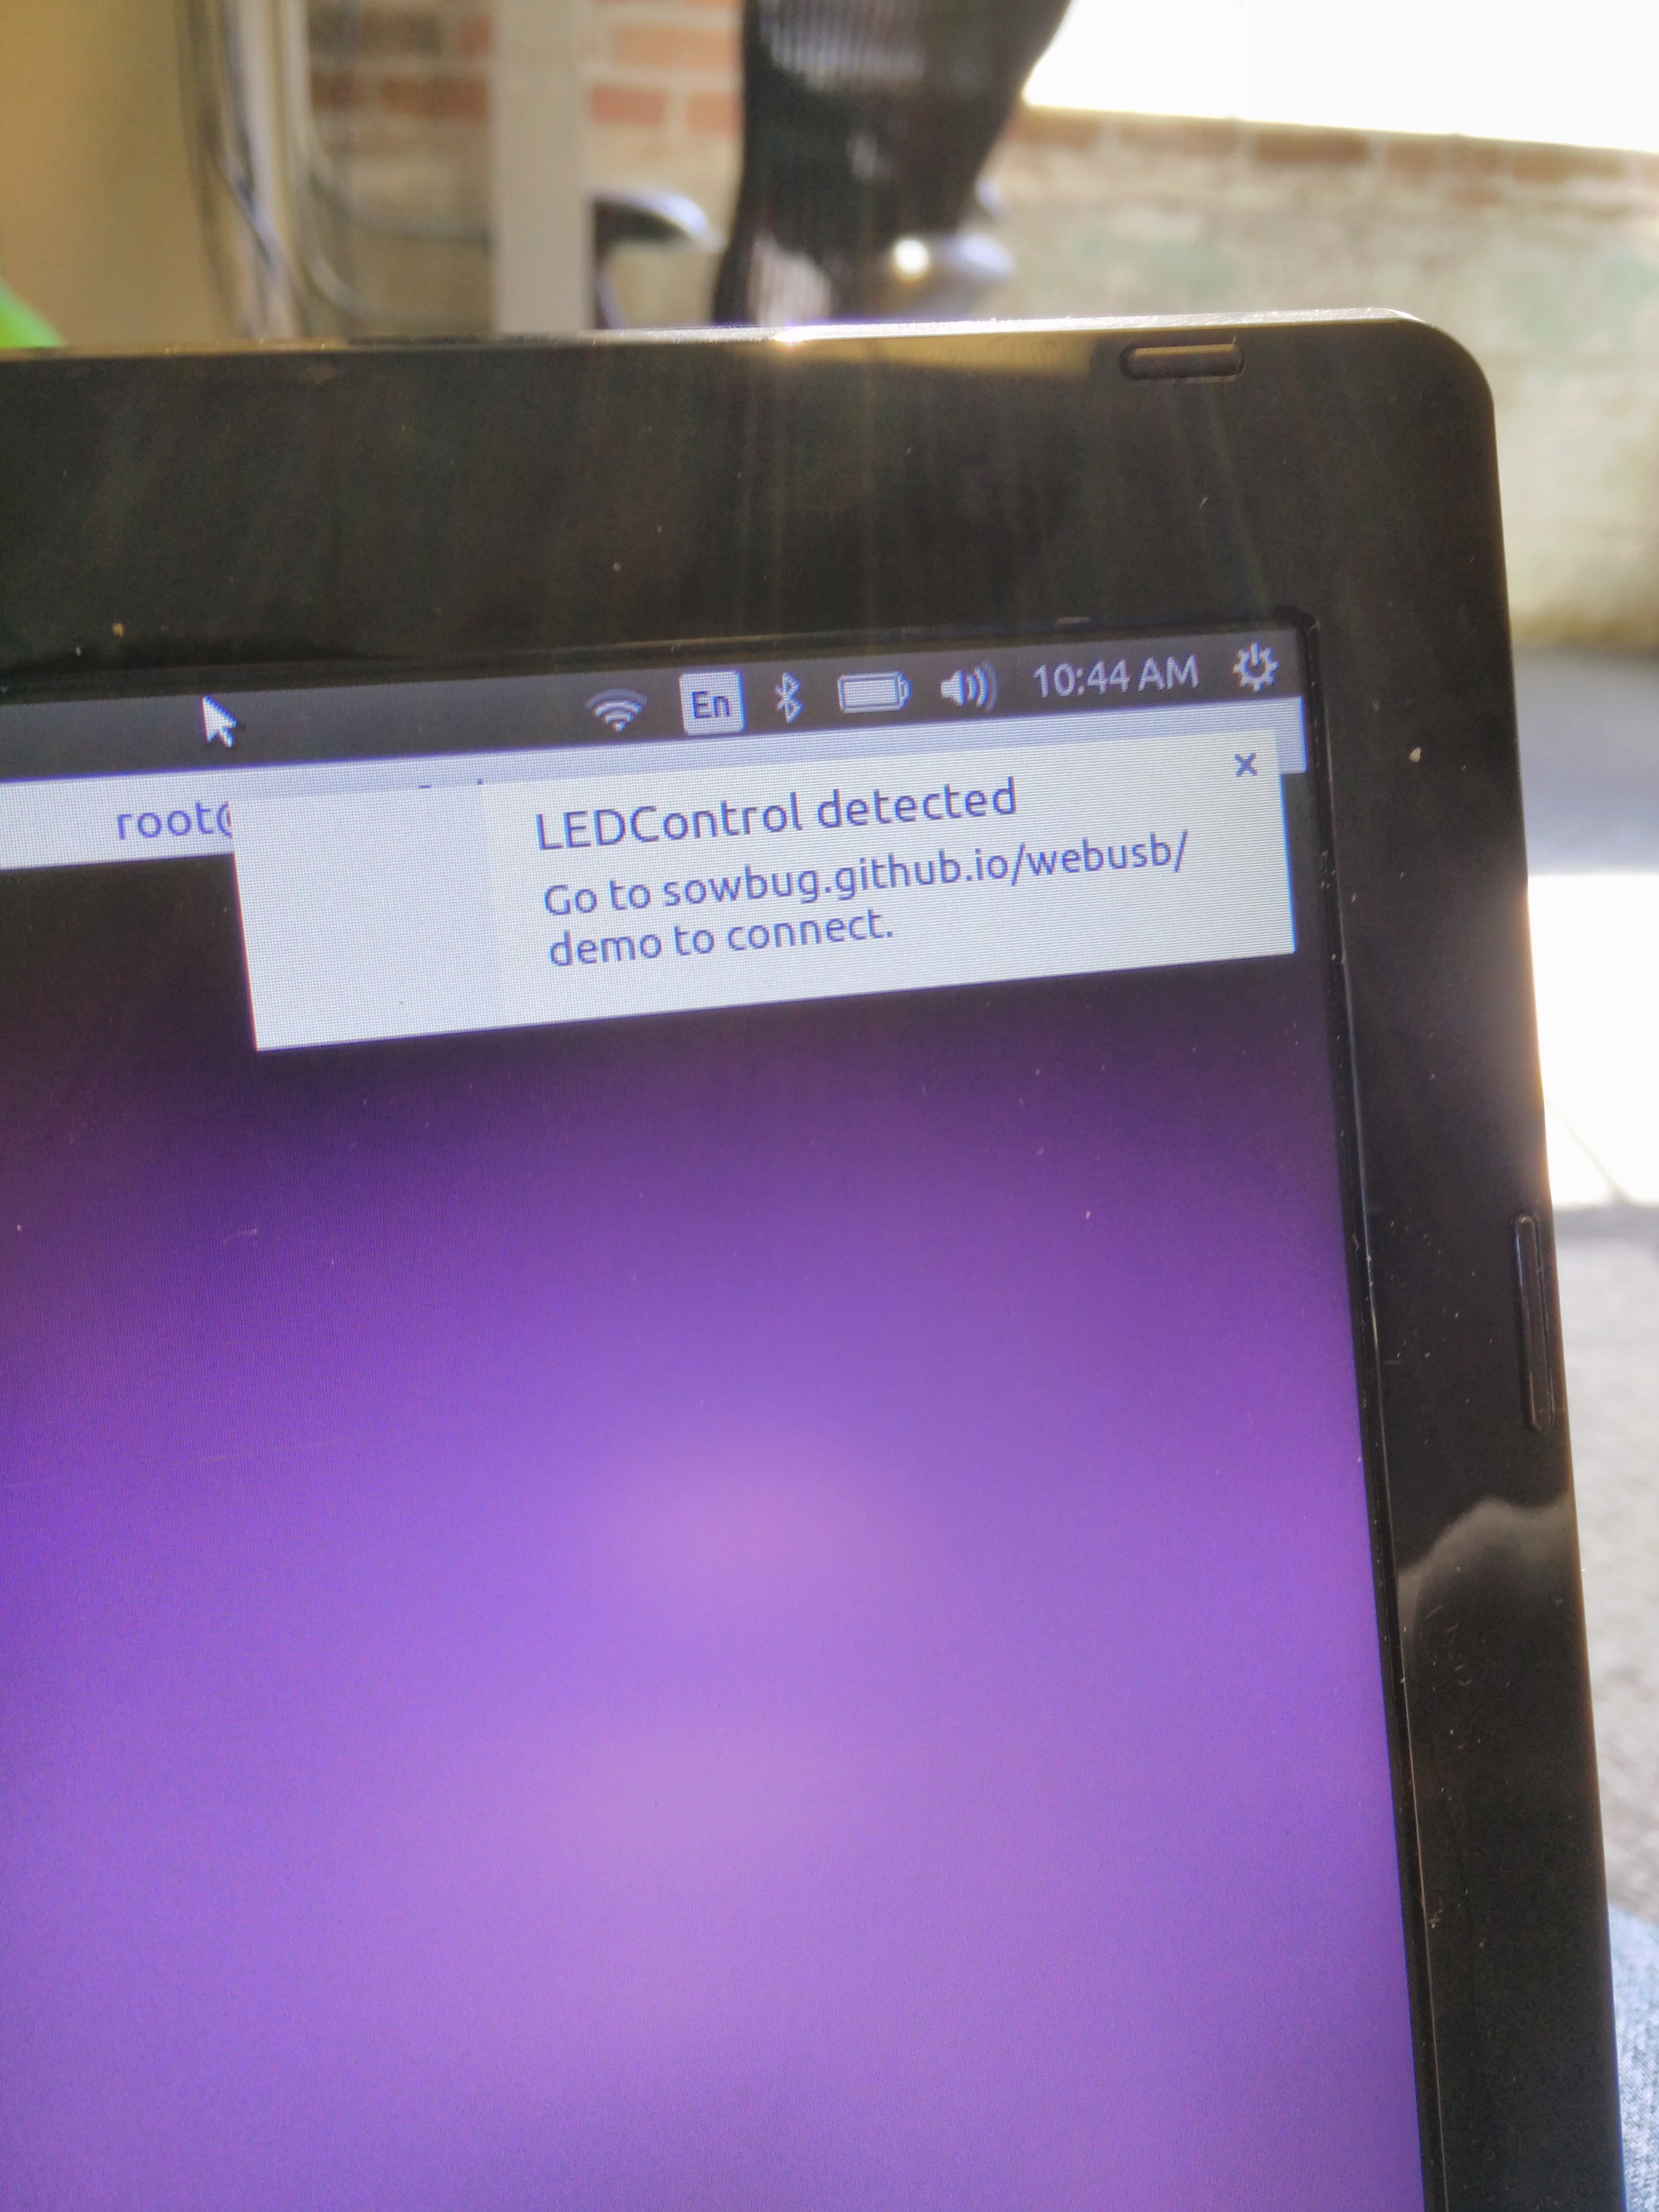 En 10:44 AM
root@
LEDControl detected
Go to sowbug.github.io/webusb/
demo to connect.